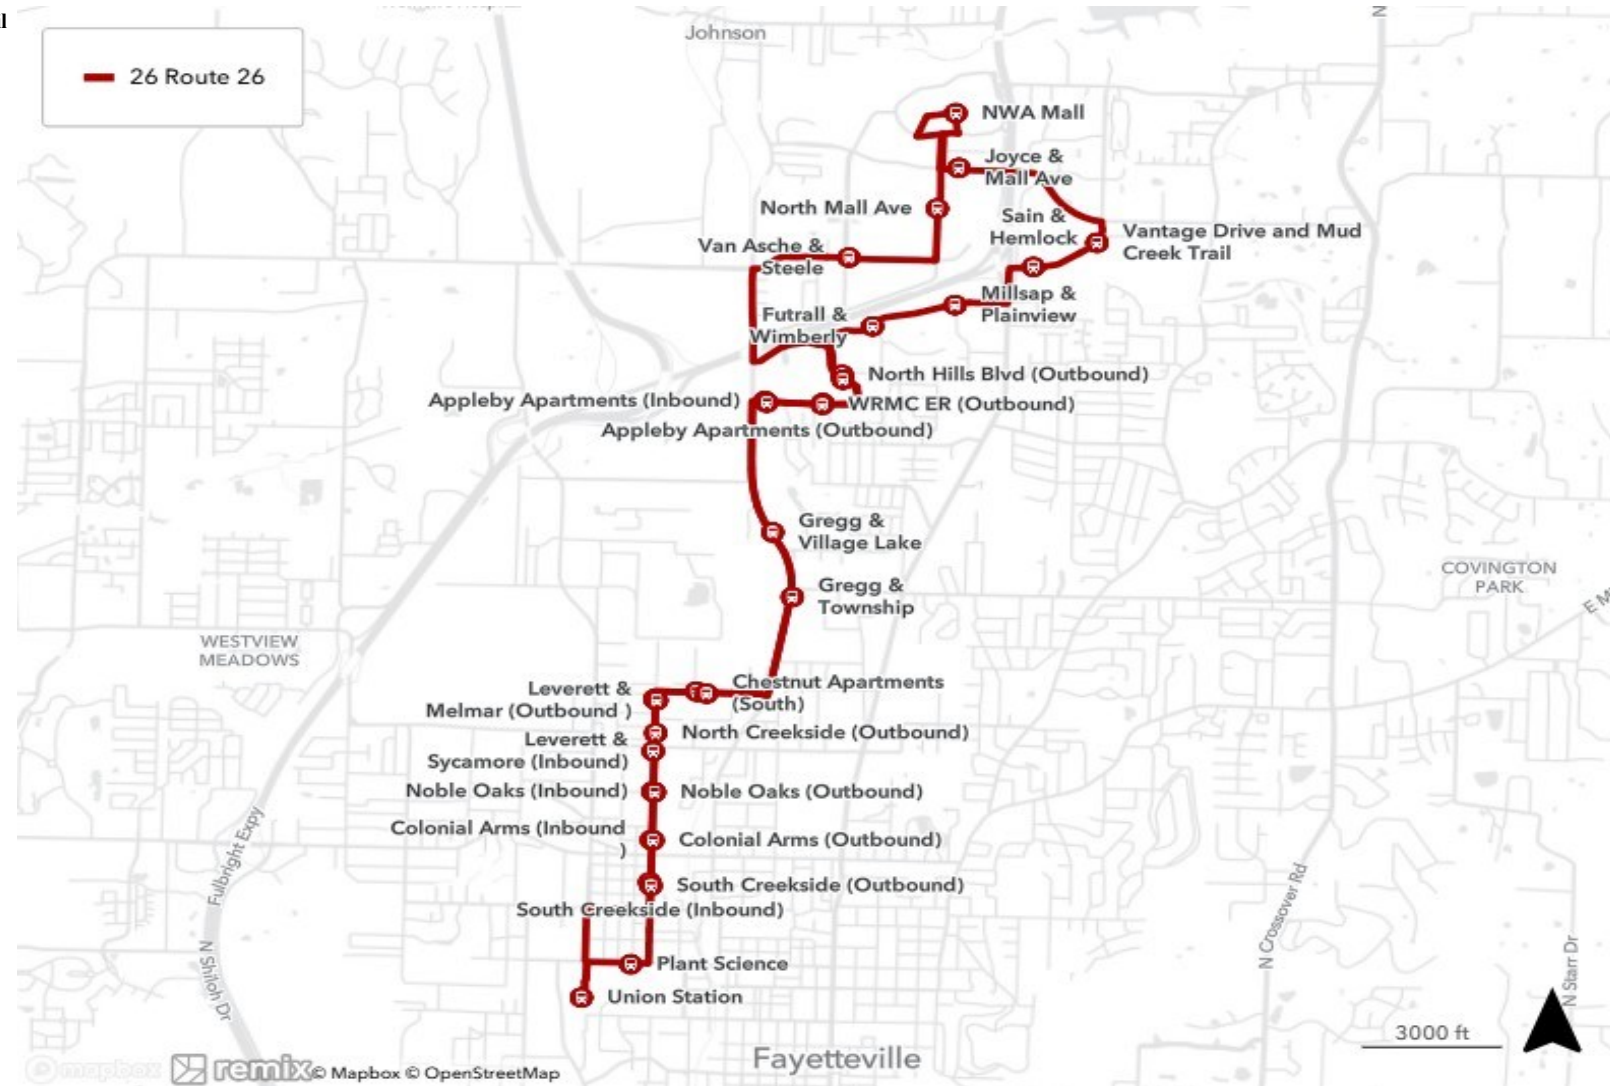 26 Route 26
Johnson
NWA Mall
Joyce &
Mall Ave
North Mall Ave
Sain &
Hemlock
Vantage Drive and Mud
Creek Trail
Van Asche &
Steele
Millsap &
Plainview
Futrall &
Wimberly
North Hills Blvd (Outbound)
Appleby Apartments (Inbound)
WRMC ER (Outbound)
Appleby Apartments (Outbound)
Gregg &
Village Lake
Gregg &
Township
COVINGTON
PARK
WESTVIEW
MEADOWS
Leverett &
Melmar (Outbound )
Chestnut Apartments
(South)
North Creekside (Outbound)
Leverett &
Sycamore (Inbound)
Noble Oaks (Inbound)
Noble Oaks (Outbound)
Colonial Arms (Inbound
)
Colonial Arms (Outbound)
South Creekside (Outbound)
South Creekside (Inbound)
Plant Science
Union Station
Fulbright Expy
N Shiloh Dr
N Crossover Rd
N Starr Dr
3000 ft
Fayetteville
mapbox
remix
© Mapbox © OpenStreetMap